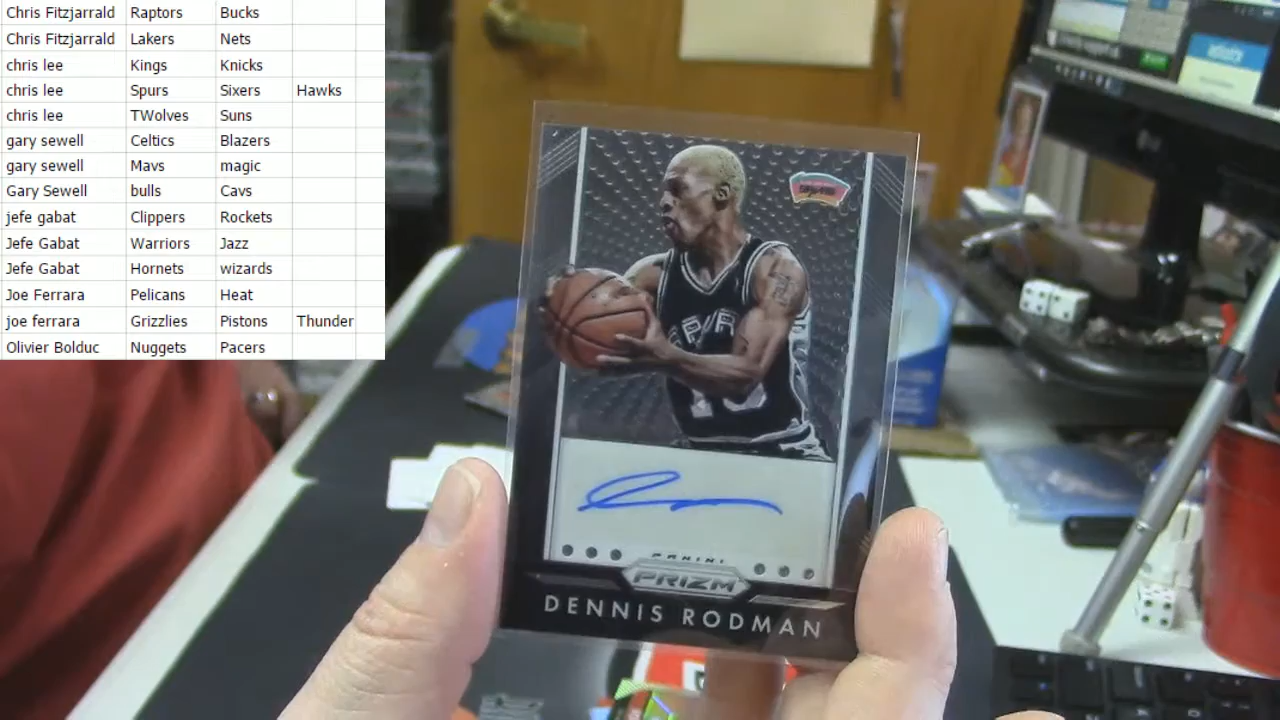 Chris Fitzjarrald Raptors Bucks
Chris Fitzjarrald Lakers Nets
chris lee Kings Knicks
chris lee Spurs Sixers Hawks
chris lee TWolves Suns
gary sewell Celtics Blazers
gary sewell Mavs magic
Gary Sewell bulls Cavs
jefe gabat Clippers Rockets
Jefe Gabat Warriors Jazz
Jefe Gabat Hornets wizards
Joe Ferrara Pelicans Heat
joe ferrara Grizzlies Pistons Thunder
Olivier Bolduc Nuggets Pacers
SPURS
PANINI
PRIZM
DENNIS RODMAN